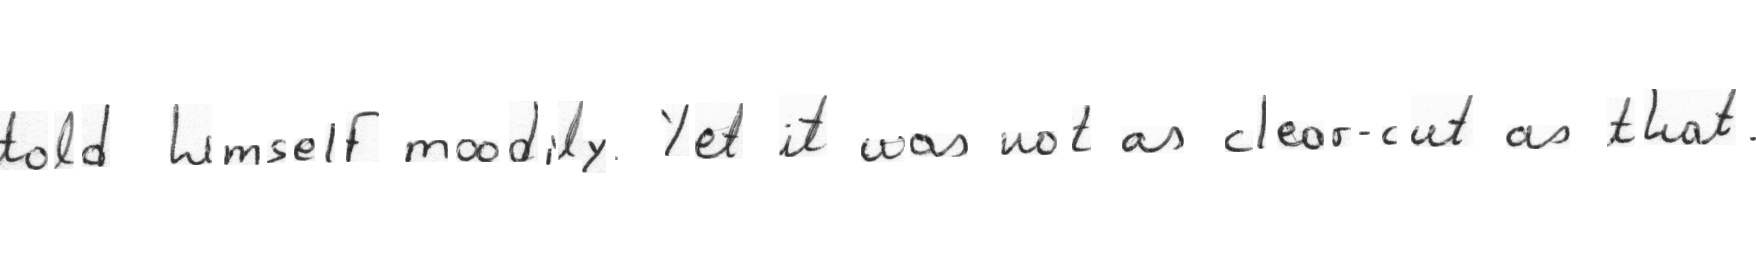 told himself moodily. Yet it was not as clear-cut as that.